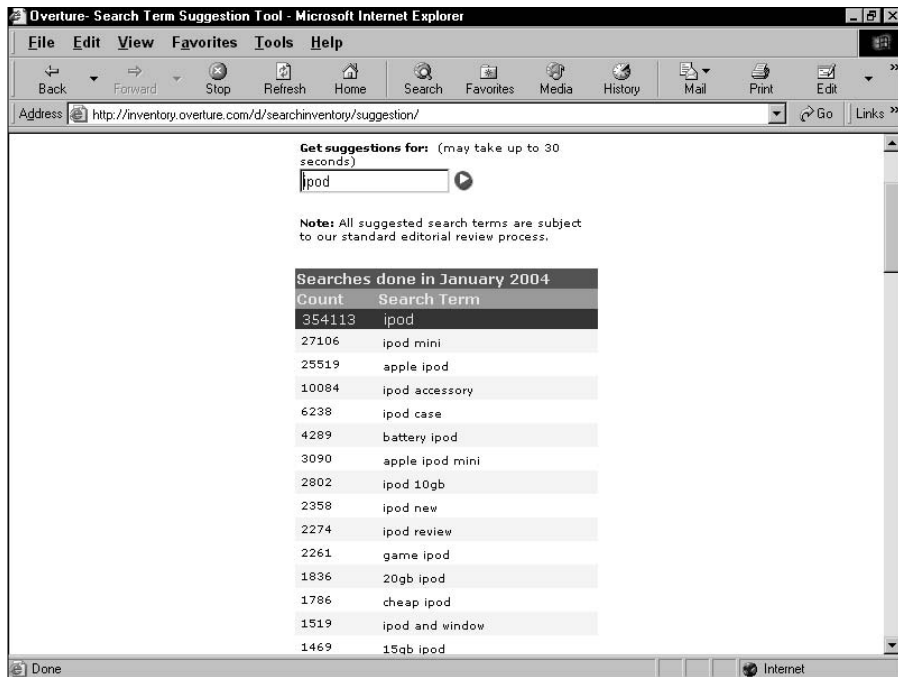 Overture- Search Term Suggestion Tool - Microsoft Internet Explorer
File Edit View Favorites Tools Help
Back Forward Stop Refresh Home Search Favorites Media History Mail Print Edit »
Address http://inventory.overture.com/d/searchinventory/suggestion/ Go Links »
Get suggestions for: (may take up to 30
seconds)
ipod
Note: All suggested search terms are subject
to our standard editorial review process.
Searches done in January 2004
Count Search Term
354113 ipod
27106 ipod mini
25519 apple ipod
10084 ipod accessory
6238 ipod case
4289 battery ipod
3090 apple ipod mini
2802 ipod 10gb
2358 ipod new
2274 ipod review
2261 game ipod
1836 20gb ipod
1786 cheap ipod
1519 ipod and window
1469 15gb ipod
Done Internet